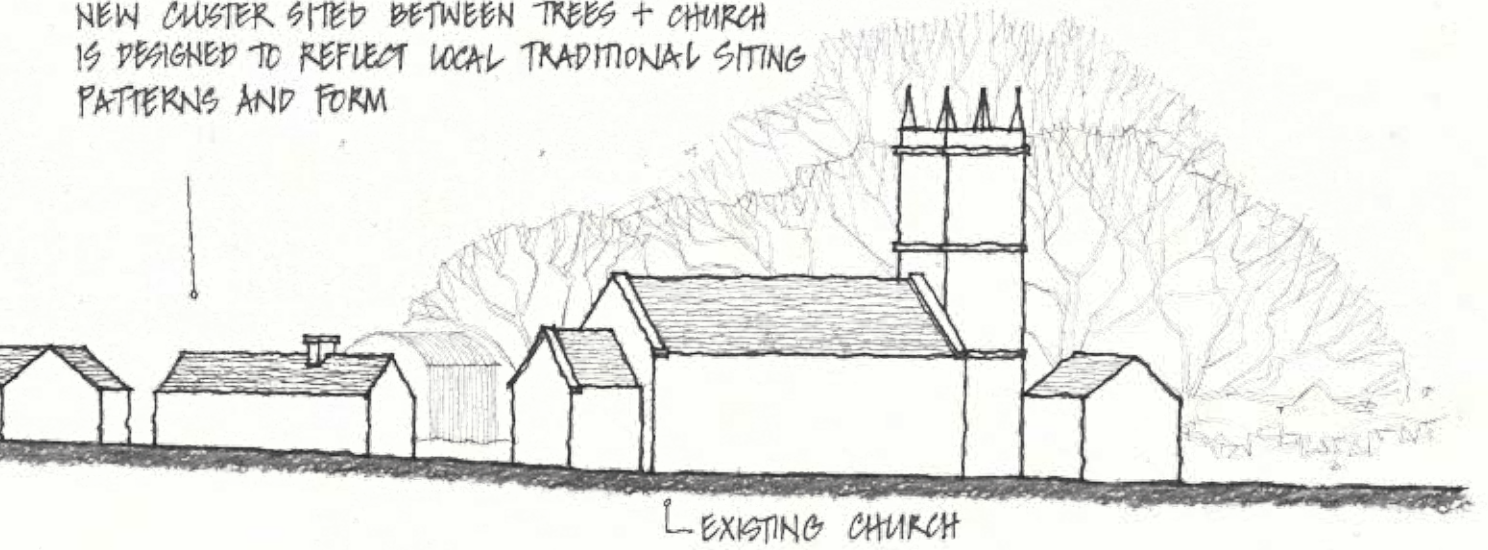 NEW CLUSTER SITED BETWEEN TREES + CHURCH
IS DESIGNED TO REFLECT LOCAL TRADITIONAL SITING
PATTERNS AND FORM
EXISTING CHURCH